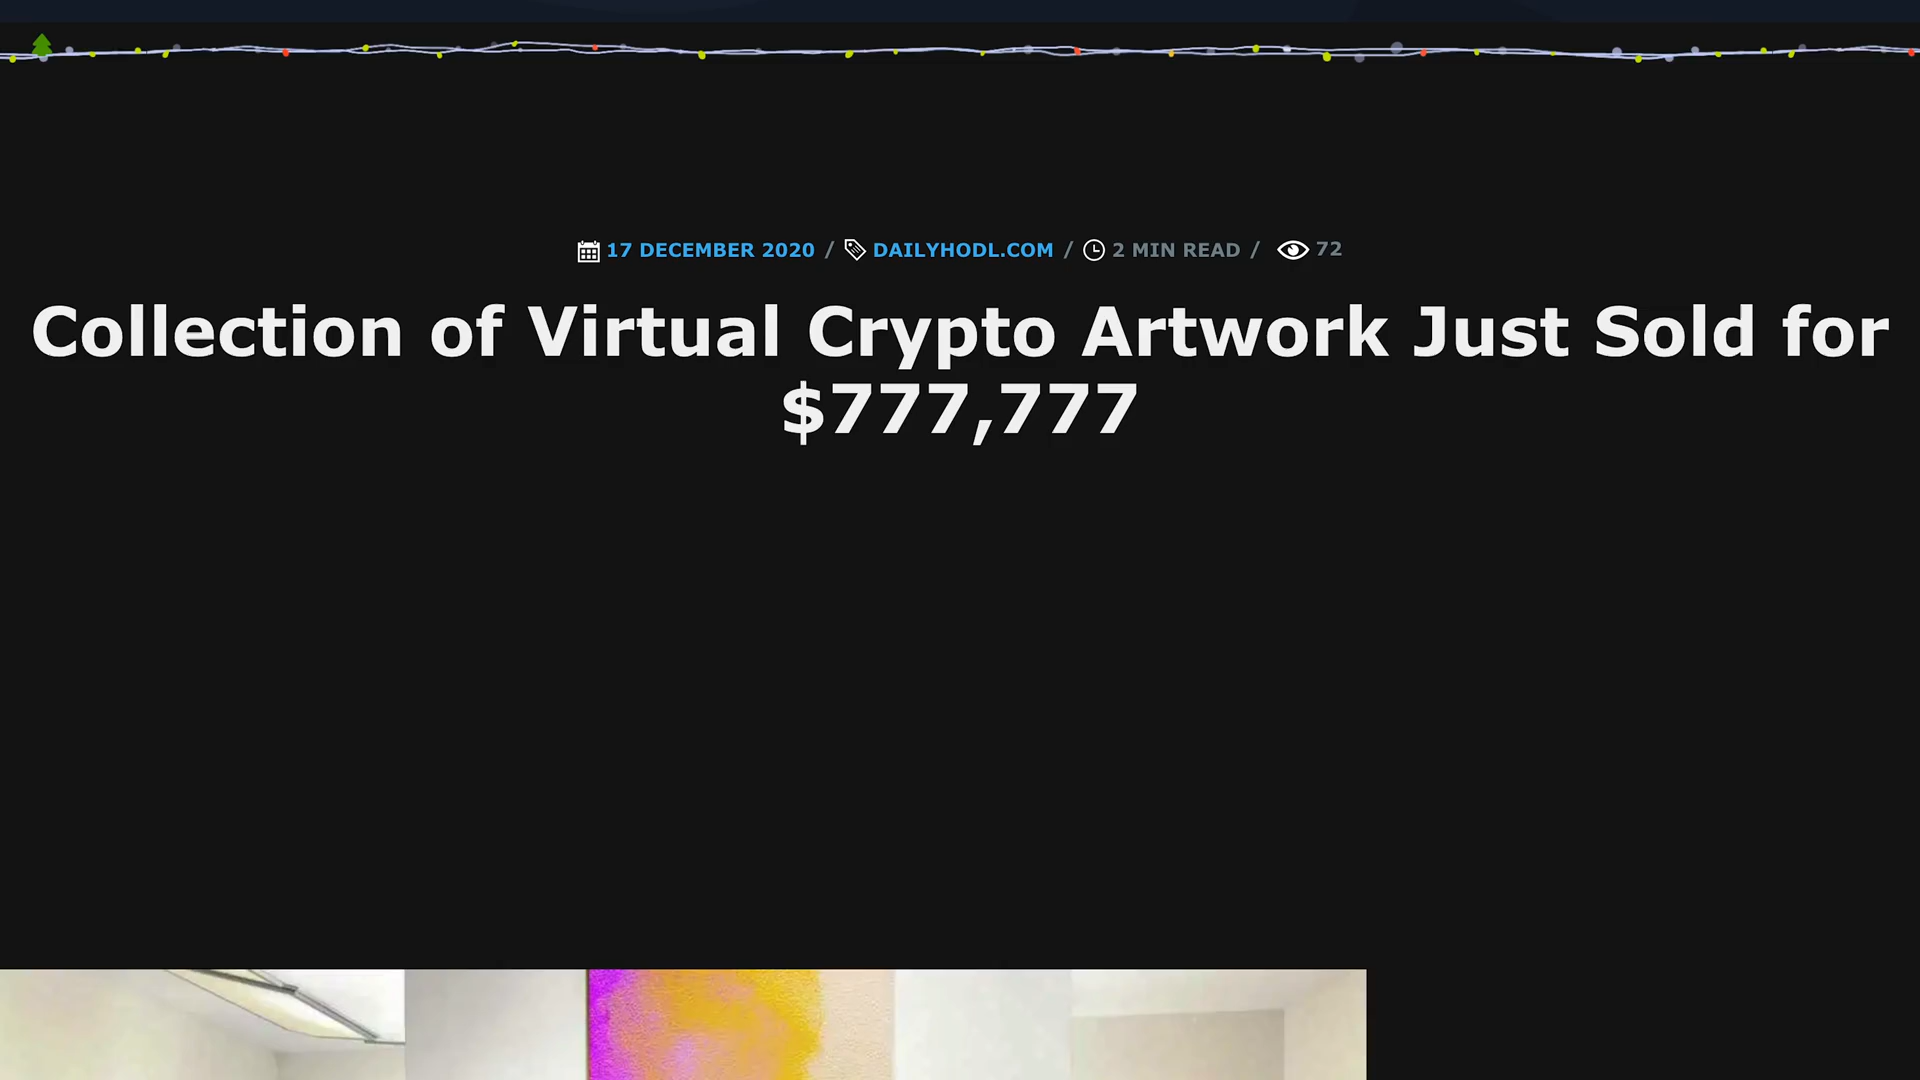 17 DECEMBER 2020 / DAILYHODL.COM / 2 MIN READ / 72
Collection of Virtual Crypto Artwork Just Sold for
$777,777